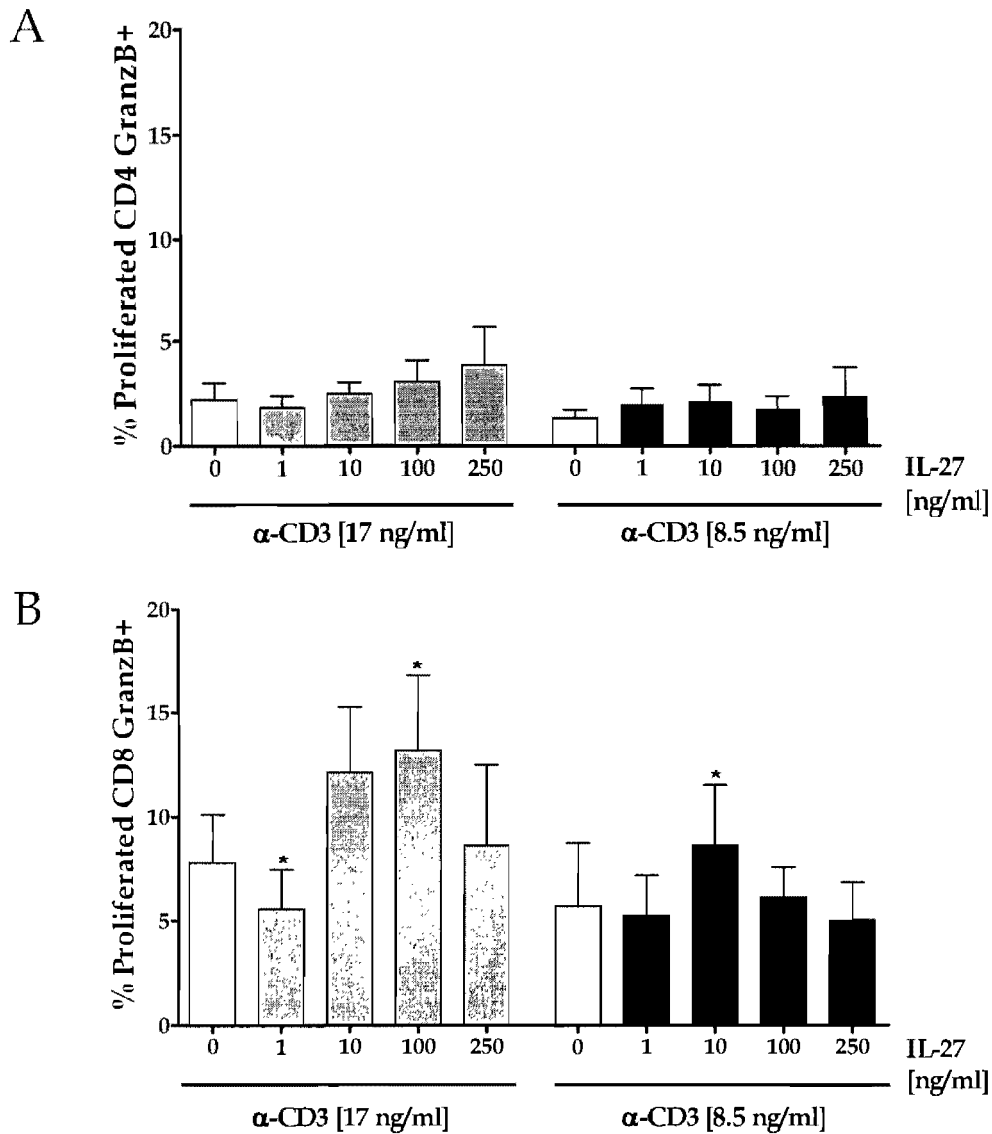 A
% Proliferated CD4 GranzB+
20
15
10
5
0
0 1 10 100 250 0 1 10 100 250 IL-27
[ng/ml]
α-CD3 [17 ng/ml] α-CD3 [8.5 ng/ml]
B
% Proliferated CD8 GranzB+
20
15
10
5
0
* * *
0 1 10 100 250 0 1 10 100 250 IL-27
[ng/ml]
α-CD3 [17 ng/ml] α-CD3 [8.5 ng/ml]